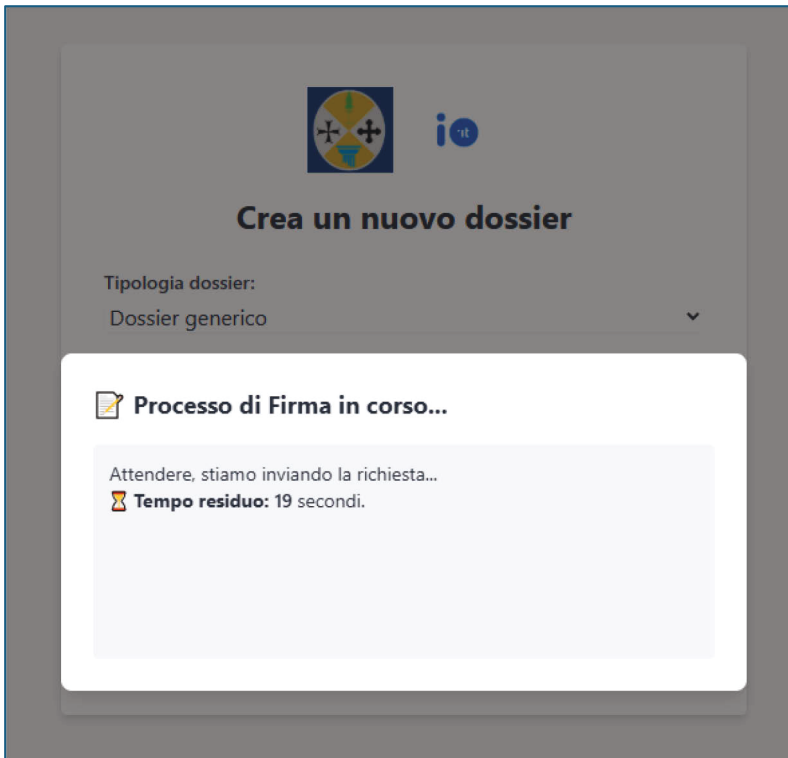 io
it
Crea un nuovo dossier
Tipologia dossier:
Dossier generico
Processo di Firma in corso...
Attendere, stiamo inviando la richiesta...
Tempo residuo: 19 secondi.